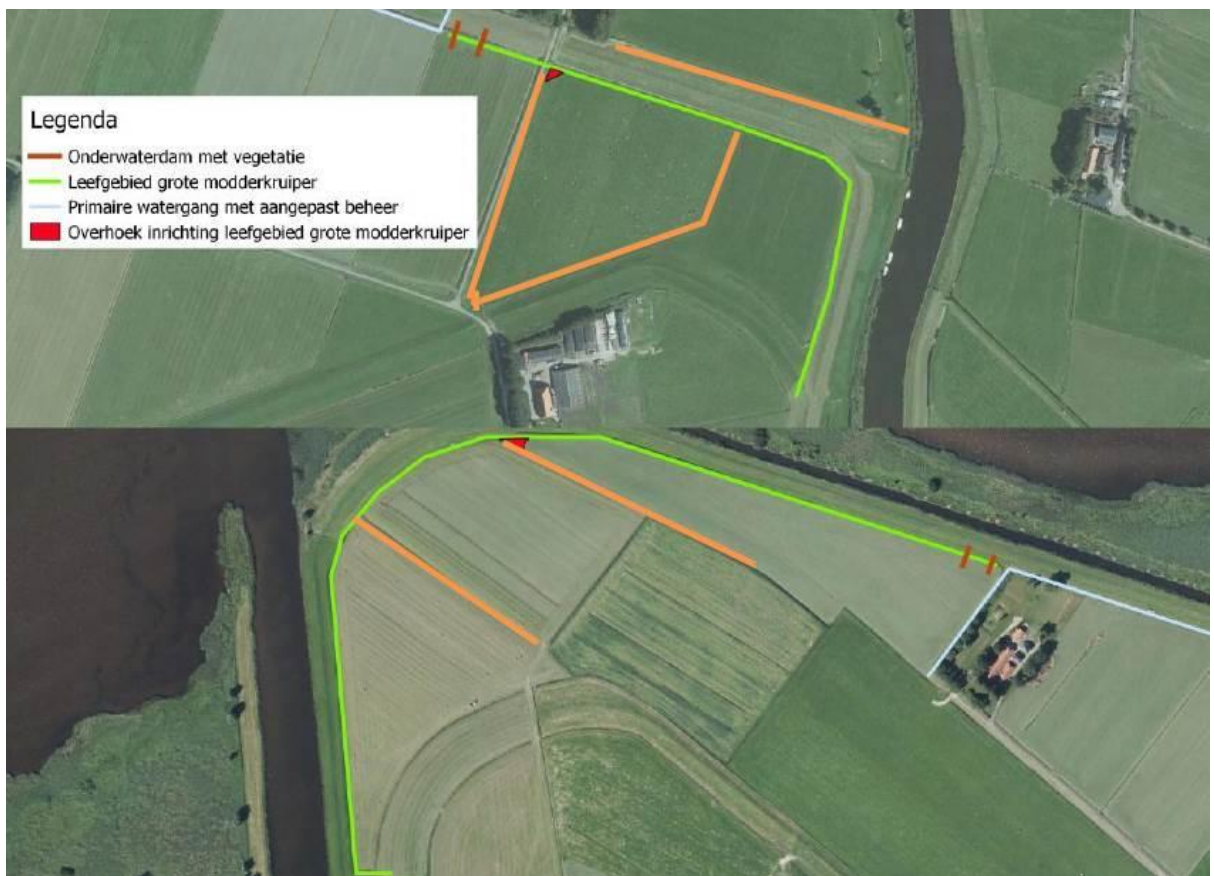 Legenda
Onderwaterdam met vegetatie
Leefgebied grote modderkruiper
Primaire watergang met aangepast beheer
Overhoek inrichting leefgebied grote modderkruiper